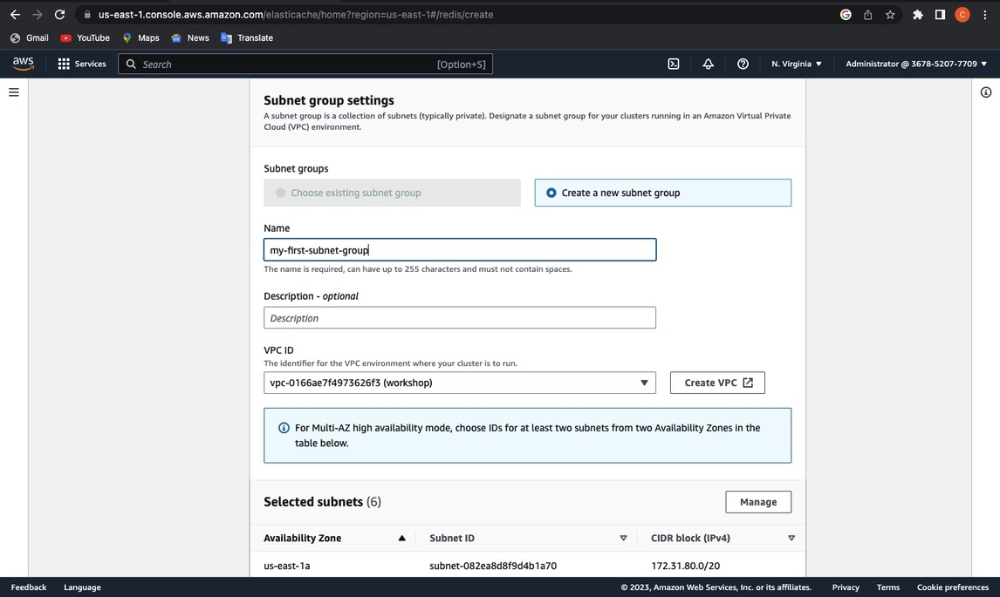 us-east-1.console.aws.amazon.com/elasticache/home?region=us-east-1#/redis/create
C
Gmail YouTube Maps News Translate
aws Services Search [Option+S] N. Virginia Administrator @ 3678-5207-7709
Subnet group settings
A subnet group is a collection of subnets (typically private). Designate a subnet group for your clusters running in an Amazon Virtual Private
Cloud (VPC) environment.
Subnet groups
Choose existing subnet group Create a new subnet group
Name
my-first-subnet-group
The name is required, can have up to 255 characters and must not contain spaces.
Description - optional
Description
VPC ID
The identifier for the VPC environment where your cluster is to run.
vpc-0166ae7f4973626f3 (workshop) Create VPC
For Multi-AZ high availability mode, choose IDs for at least two subnets from two Availability Zones in the
table below.
Selected subnets (6) Manage
Availability Zone Subnet ID CIDR block (IPv4)
us-east-1a subnet-082ea8d8f9d4b1a70 172.31.80.0/20
Feedback Language © 2023, Amazon Web Services, Inc. or its affiliates. Privacy Terms Cookie preferences